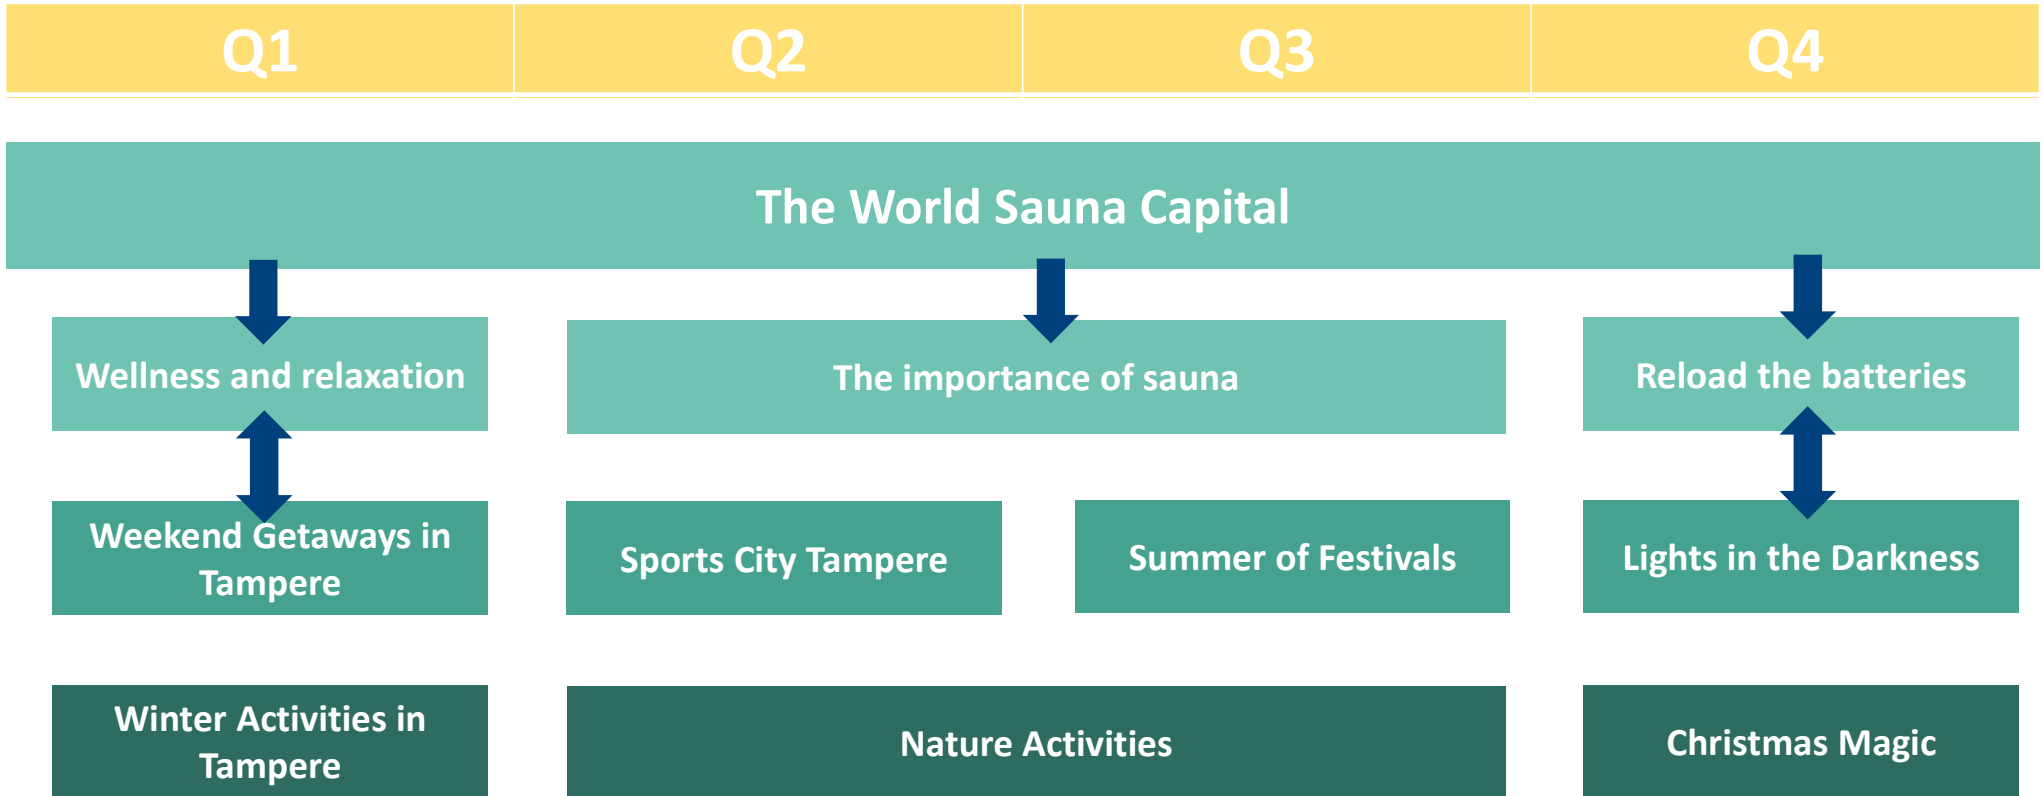 Q1
Q2
Q3
Q4
The World Sauna Capital
Wellness and relaxation
The importance of sauna
Reload the batteries
Weekend Getaways in
Tampere
Sports City Tampere
Summer of Festivals
Lights in the Darkness
Winter Activities in
Tampere
Nature Activities
Christmas Magic